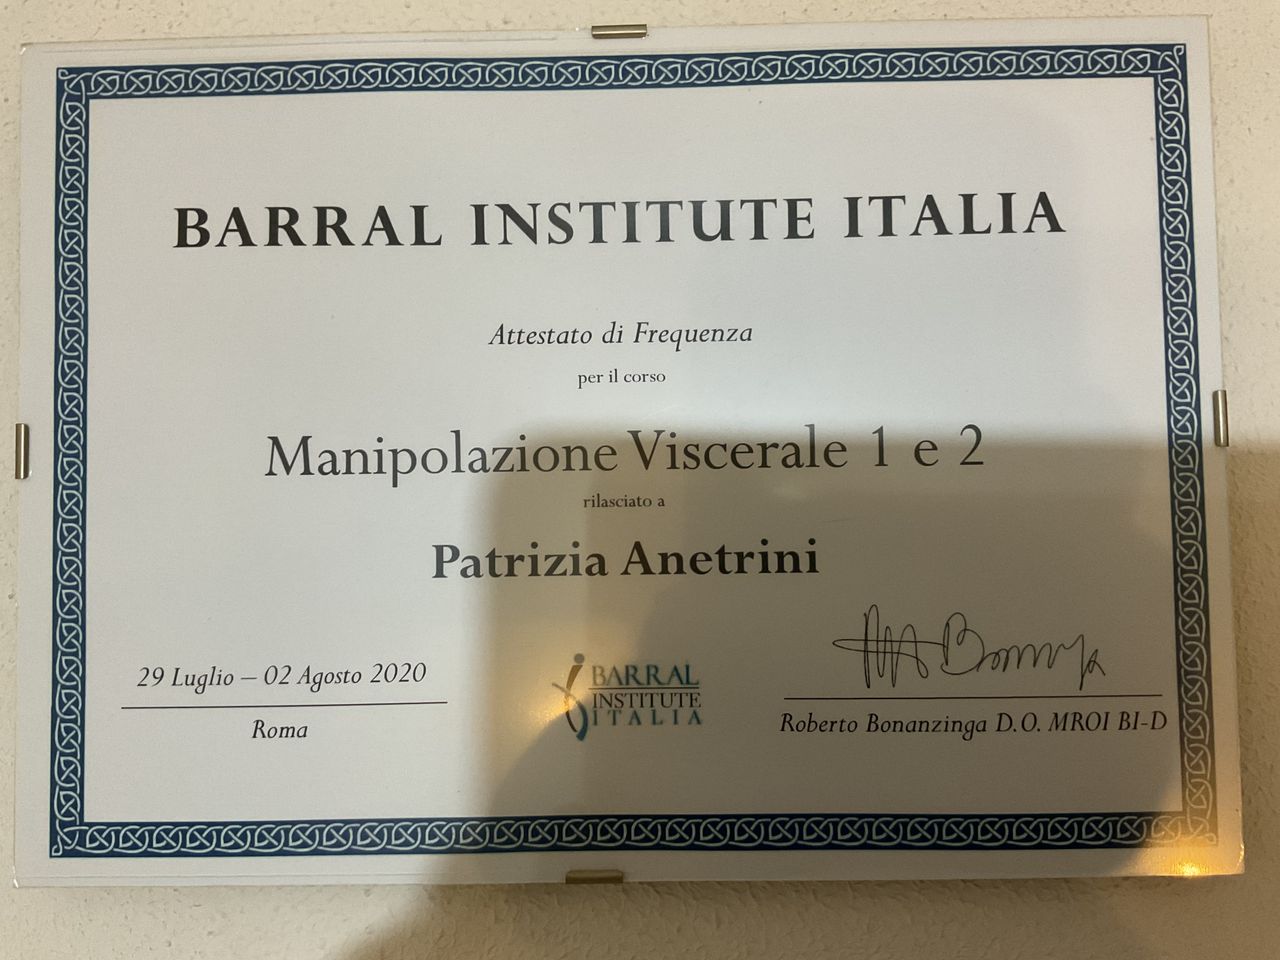 BARRAL INSTITUTE ITALIA
Attestato di Frequenza
per il corso
Manipolazione Viscerale 1 e 2
rilasciato a
Patrizia Anetrini
29 Luglio – 02 Agosto 2020
Roma
BARRAL
INSTITUTE
ITALIA
Roberto Bonanzinga D.O. MROI BI-D